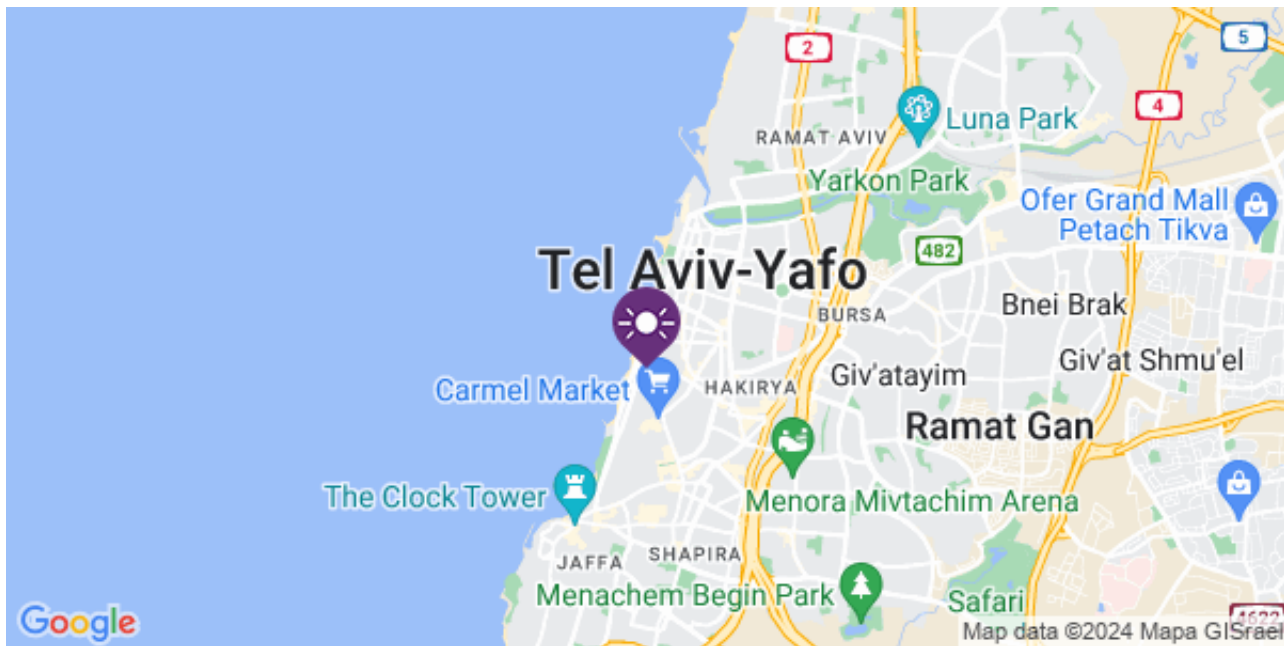 2
5
4
Luna Park
RAMAT AVIV
Yarkon Park
Ofer Grand Mall
Petach Tikva
482
Tel Aviv-Yafo
Bnei Brak
BURSA
Giv'at Shmu'el
Giv'atayim
Carmel Market
HAKIRYA
Ramat Gan
The Clock Tower
Menora Mivtachim Arena
JAFFA
SHAPIRA
Menachem Begin Park
Safari
4622
Google
Map data ©2024 Mapa GISrael